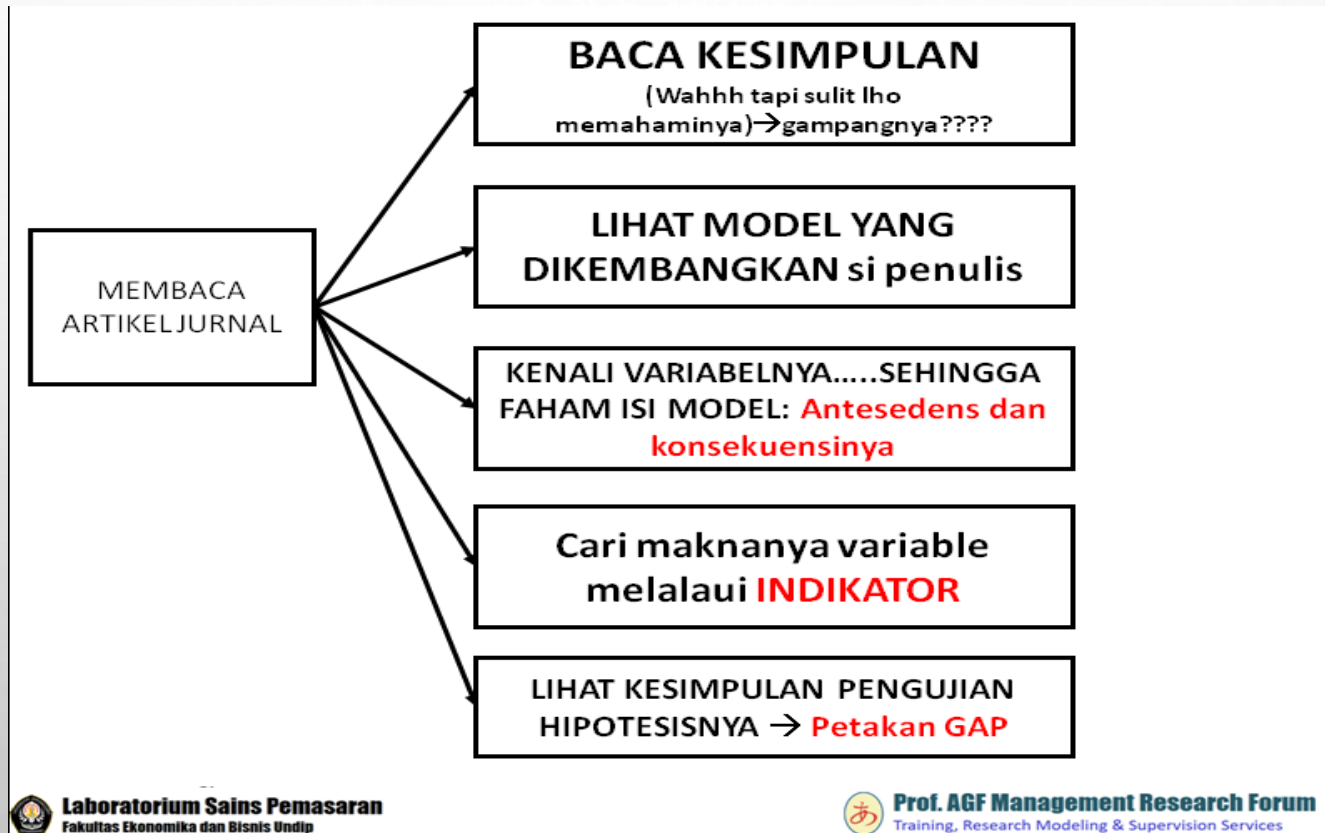 BACA KESIMPULAN
(Wahhh tapi sulit lho
memahaminya)→gampangnya????
LIHAT MODEL YANG
DIKEMBANGKAN si penulis
MEMBACA
ARTIKEL JURNAL
KENALI VARIABELNYA.....SEHINGGA
FAHAM ISI MODEL: Antesedens dan
konsekuensinya
Cari maknanya variable
melalaui INDIKATOR
LIHAT KESIMPULAN PENGUJIAN
HIPOTESISNYA → Petakan GAP
Laboratorium Sains Pemasaran
Fakultas Ekonomika dan Bisnis Undip
あ
Prof. AGF Management Research Forum
Training, Research Modeling & Supervision Services